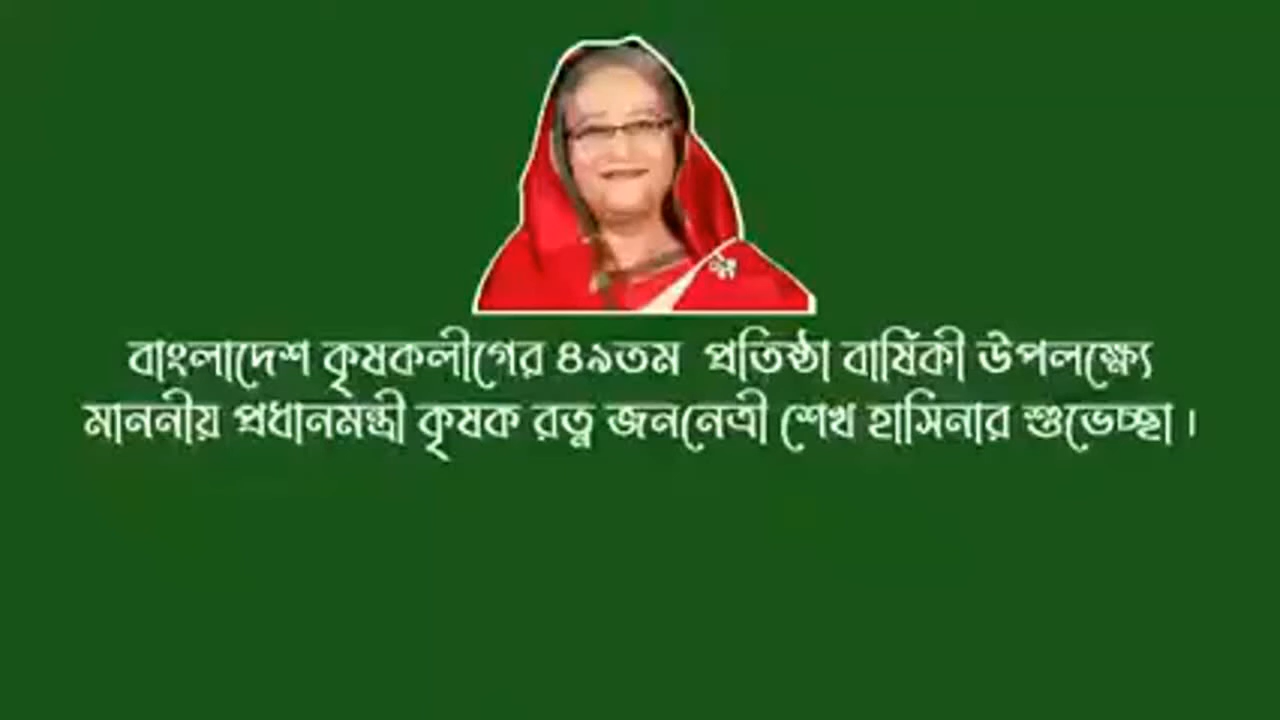 বাংলাদেশ কৃষকলীগের ৪৯তম প্রতিষ্ঠা বার্ষিকী উপলক্ষ্যে
মাননীয় প্রধানমন্ত্রী কৃষক রত্ন জননেত্রী শেখ হাসিনার শুভেচ্ছা।